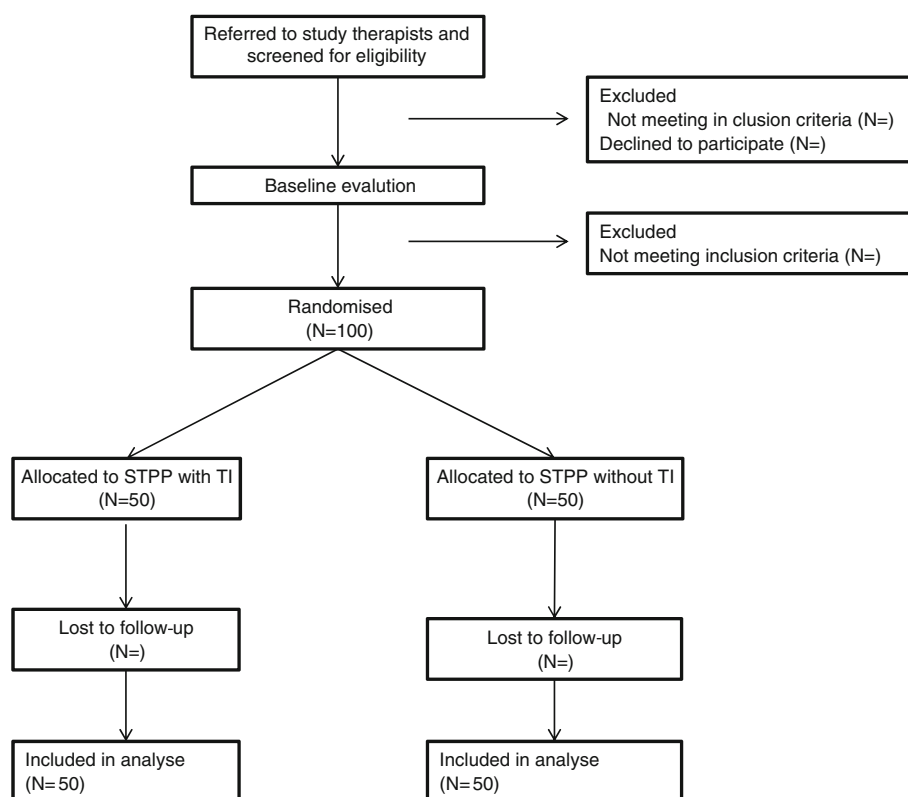 Referred to study therapists and
screened for eligibility
Excluded
Not meeting in clusion criteria (N=)
Declined to participate (N=)
Baseline evalution
Excluded
Not meeting inclusion criteria (N=)
Randomised
(N=100)
Allocated to STPP with TI
(N=50)
Allocated to STPP without TI
(N=50)
Lost to follow-up
(N=)
Lost to follow-up
(N=)
Included in analyse
(N=50)
Included in analyse
(N=50)